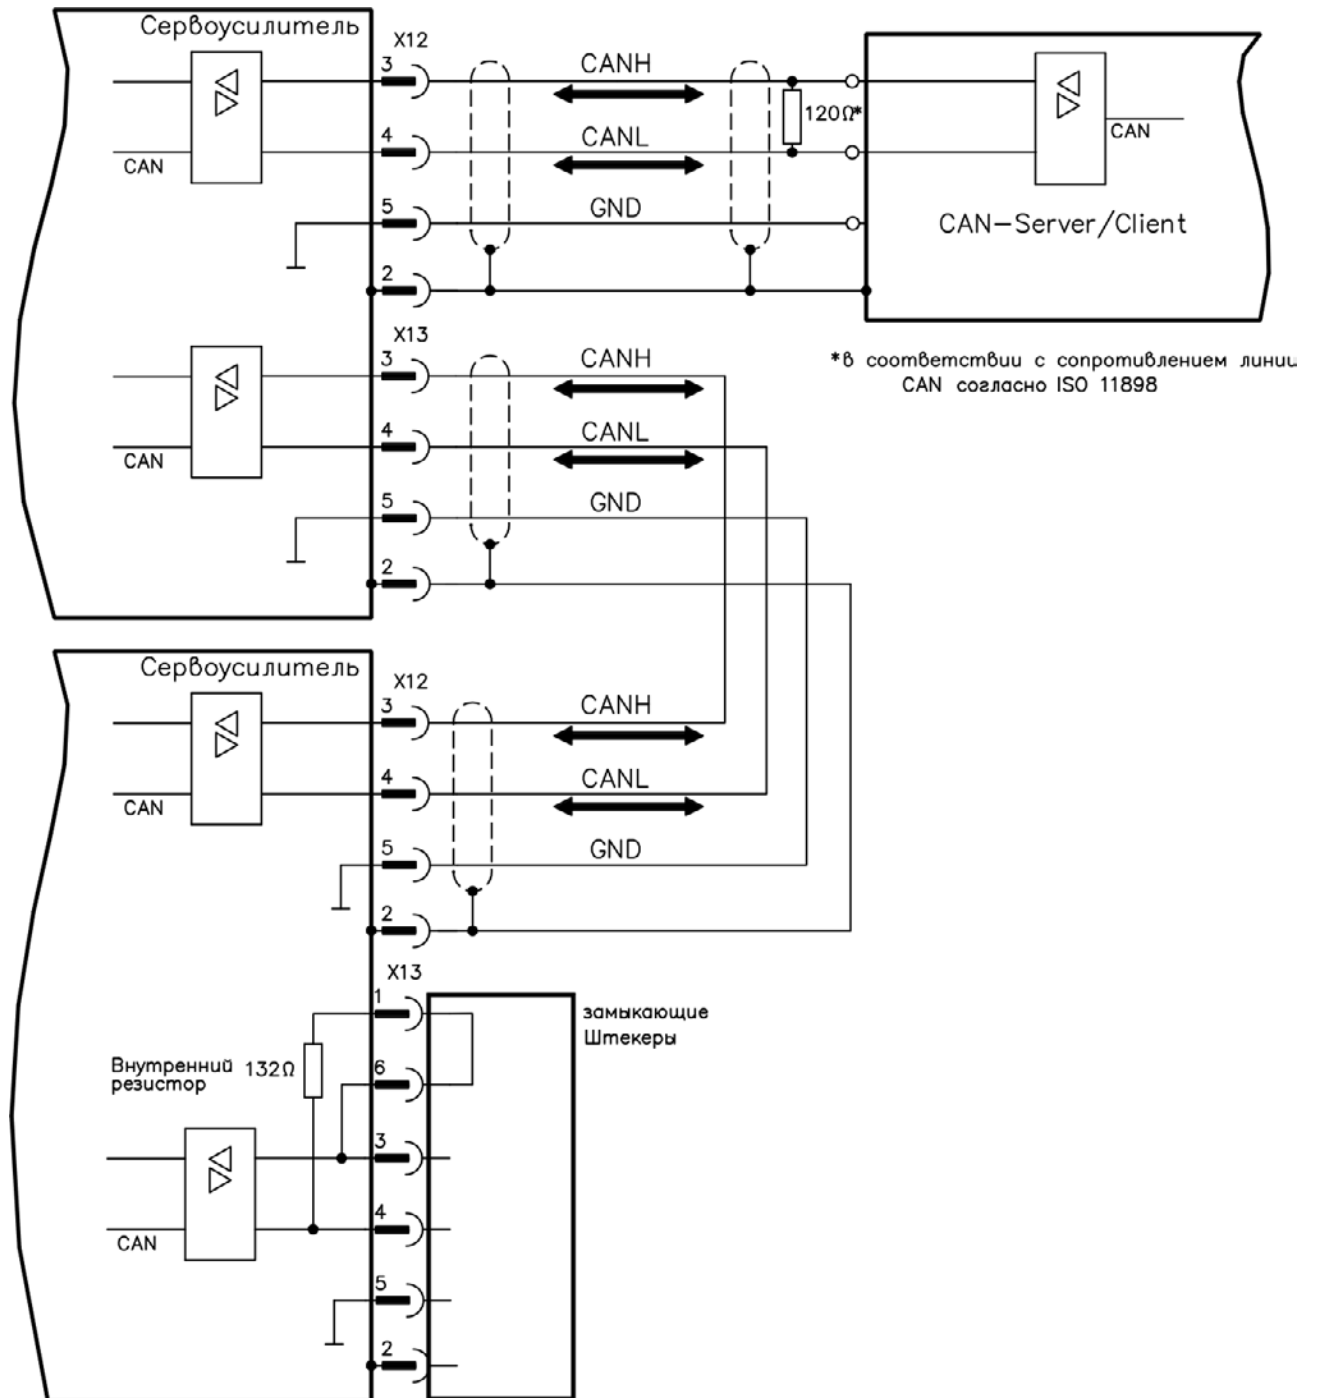 Сервоусилитель
X12
3
CANH
120Ω*
CAN
4
CANL
CAN
5
GND
CAN–Server/Client
2
X13
3
CANH
*в соответствии с сопротивлением линии
CAN согласно ISO 11898
4
CANL
CAN
5
GND
2
Сервоусилитель
X12
3
CANH
4
CANL
CAN
5
GND
2
X13
1
замыкающие
Штекеры
Внутренний
резистор
132Ω
6
3
4
CAN
5
2